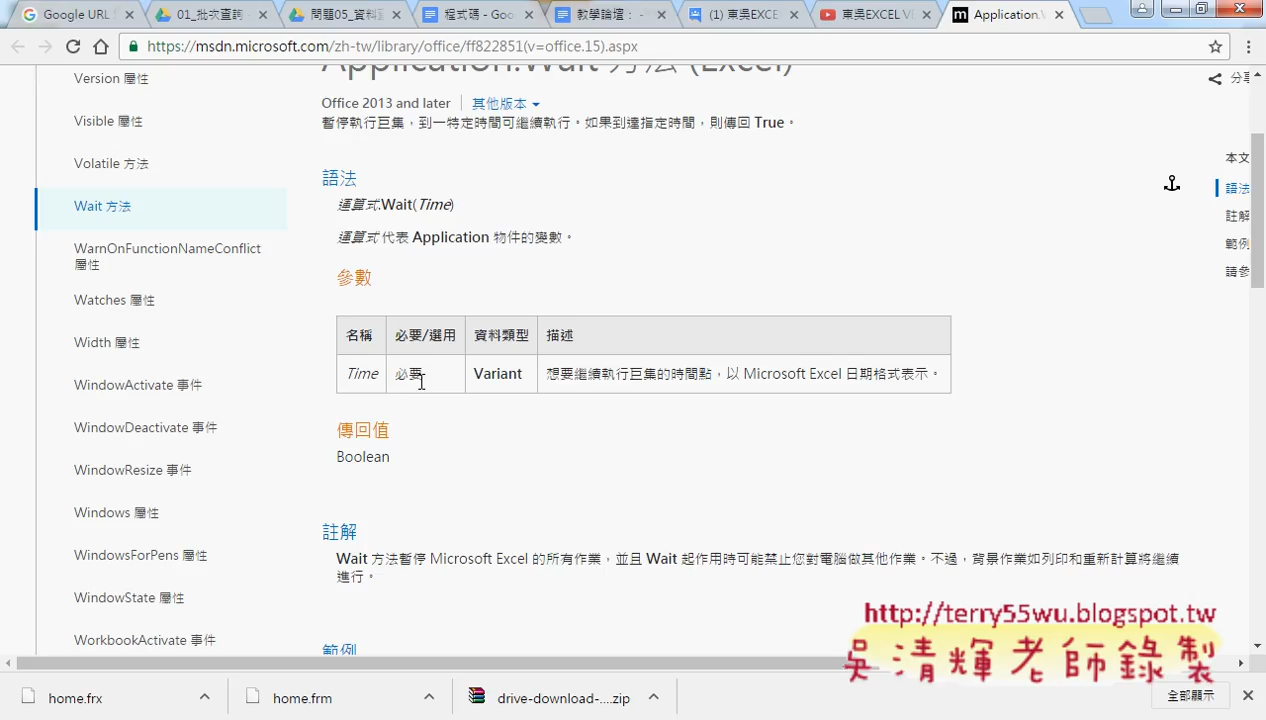 Google URL S
01_批次查詢
問題05_資料
程式碼 - Goo
教學論壇： -
(1) 東吳EXCE
東吳EXCEL V
Application.
https://msdn.microsoft.com/zh-tw/library/office/ff822851(v=office.15).aspx
Version 屬性
Visible 屬性
Volatile 方法
Wait 方法
WarnOnFunctionNameConflict
屬性
Watches 屬性
Width 屬性
WindowActivate 事件
WindowDeactivate 事件
WindowResize 事件
Windows 屬性
WindowsForPens 屬性
WindowState 屬性
WorkbookActivate 事件
Application.Wait 方法 (Excel)
Office 2013 and later
其他版本
暫停執行巨集，到一特定時間可繼續執行。如果到達指定時間，則傳回 True。
語法
運算式.Wait(Time)
運算式 代表 Application 物件的變數。
參數
名稱 必要/選用 資料類型 描述
Time 必要 Variant 想要繼續執行巨集的時間點，以 Microsoft Excel 日期格式表示。
傳回值
Boolean
註解
Wait 方法暫停 Microsoft Excel 的所有作業，並且 Wait 起作用時可能禁止您對電腦做其他作業。不過，背景作業如列印和重新計算將繼續
進行。
範例
分享
本文
語法
註解
範例
請參
http://terry55wu.blogspot.tw
吳清輝老師錄製
home.frx
home.frm
drive-download-....zip
全部顯示